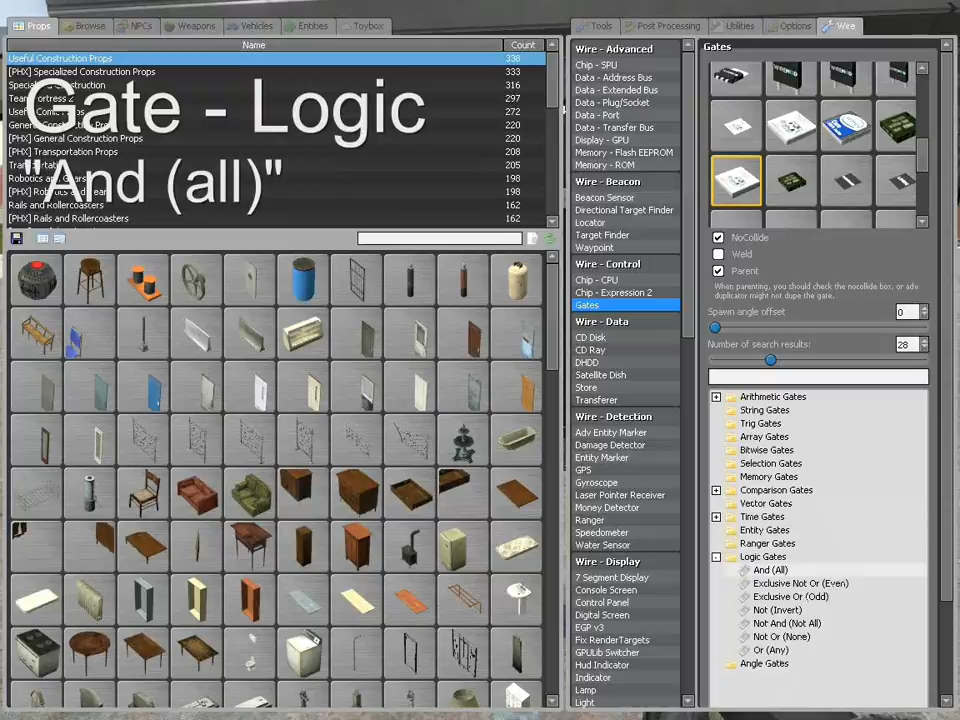 Props
Browse
NPCs
Weapons
Vehicles
Entities
Toybox
Tools
Post Processing
Utilities
Options
Wire
Name
Count
Useful Construction Props
338
[PHX] Specialized Construction Props
333
316
297
272
220
[PHX] General Construction Props
220
[PHX] Transportation Props
208
205
198
198
Rails and Rollercoasters
162
[PHX] Rails and Rollercoasters
162
Gate - Logic
"And (all)"
Wire - Advanced
Chip - SPU
Data - Address Bus
Data - Extended Bus
Data - Plug/Socket
Data - Port
Data - Transfer Bus
Display - GPU
Memory - Flash EEPROM
Memory - ROM
Wire - Beacon
Beacon Sensor
Directional Target Finder
Locator
Target Finder
Waypoint
Wire - Control
Chip - CPU
Chip - Expression 2
Gates
Wire - Data
CD Disk
CD Ray
DHDD
Satellite Dish
Store
Transferer
Wire - Detection
Adv Entity Marker
Damage Detector
Entity Marker
GPS
Gyroscope
Laser Pointer Receiver
Money Detector
Ranger
Speedometer
Water Sensor
Wire - Display
7 Segment Display
Console Screen
Control Panel
Digital Screen
EGP v3
Fix RenderTargets
GPULib Switcher
Hud Indicator
Indicator
Lamp
Light
Gates
NoCollide
Weld
Parent
When parenting, you should check the nocollide box, or adv
duplicator might not dupe the gate.
Spawn angle offset
0
Number of search results:
28
Arithmetic Gates
String Gates
Trig Gates
Array Gates
Bitwise Gates
Selection Gates
Memory Gates
Comparison Gates
Vector Gates
Time Gates
Entity Gates
Ranger Gates
Logic Gates
And (All)
Exclusive Not Or (Even)
Exclusive Or (Odd)
Not (Invert)
Not And (Not All)
Not Or (None)
Or (Any)
Angle Gates